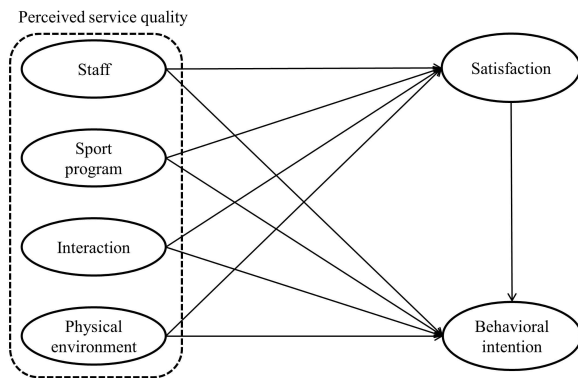 Perceived service quality
Staff
Sport
program
Interaction
Physical
environment
Satisfaction
Behavioral
intention